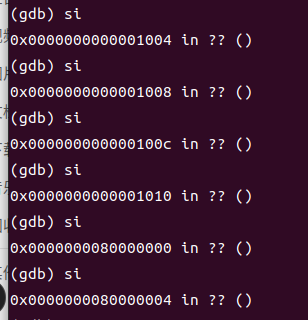 (gdb) si
0x0000000000001004 in ?? ()
(gdb) si
0x0000000000001008 in ?? ()
(gdb) si
0x000000000000100c in ?? ()
(gdb) si
0x0000000000001010 in ?? ()
(gdb) si
0x0000000080000000 in ?? ()
(gdb) si
0x0000000080000004 in ?? ()